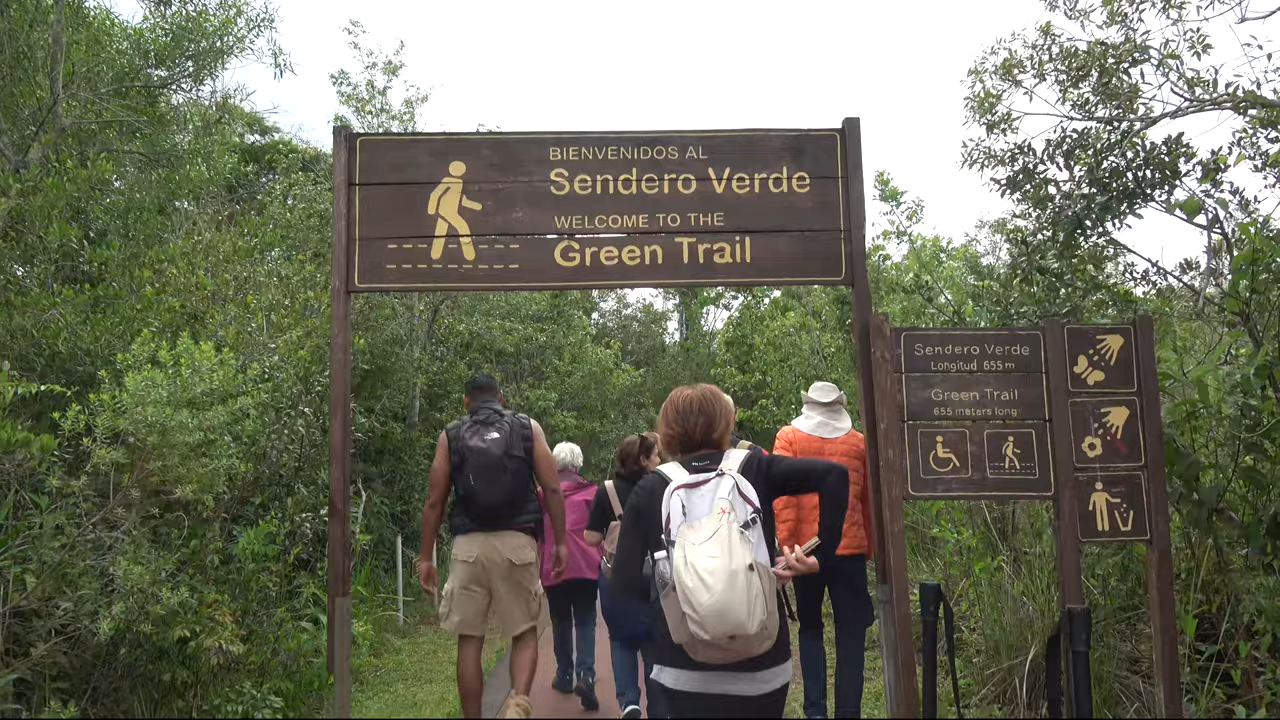 BIENVENIDOS AL
Sendero Verde
WELCOME TO THE
Green Trail
Sendero Verde
Longitud 655 m
Green Trail
655 meters long